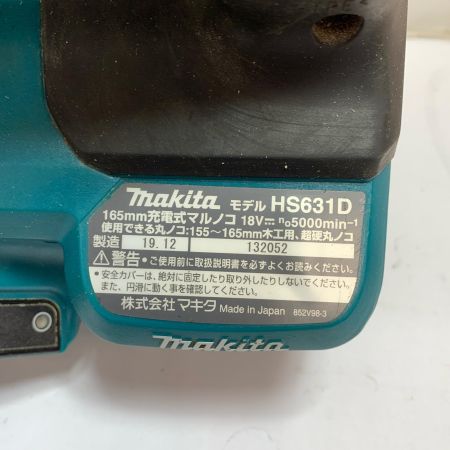 makita モデル HS631D
165mm充電式マルノコ 18V⎓ n₀5000min⁻¹
使用できる丸ノコ:155～165mm木工用、超硬丸ノコ
製造 19.12 132052
⚠警告 •ご使用前に取扱説明書を必ずよくお読みください。
•安全カバーは、絶対に固定したり取り外したりしないでください。
また、円滑に動く事を確認してください。
株式会社マキタ Made in Japan 852V98-3
makita